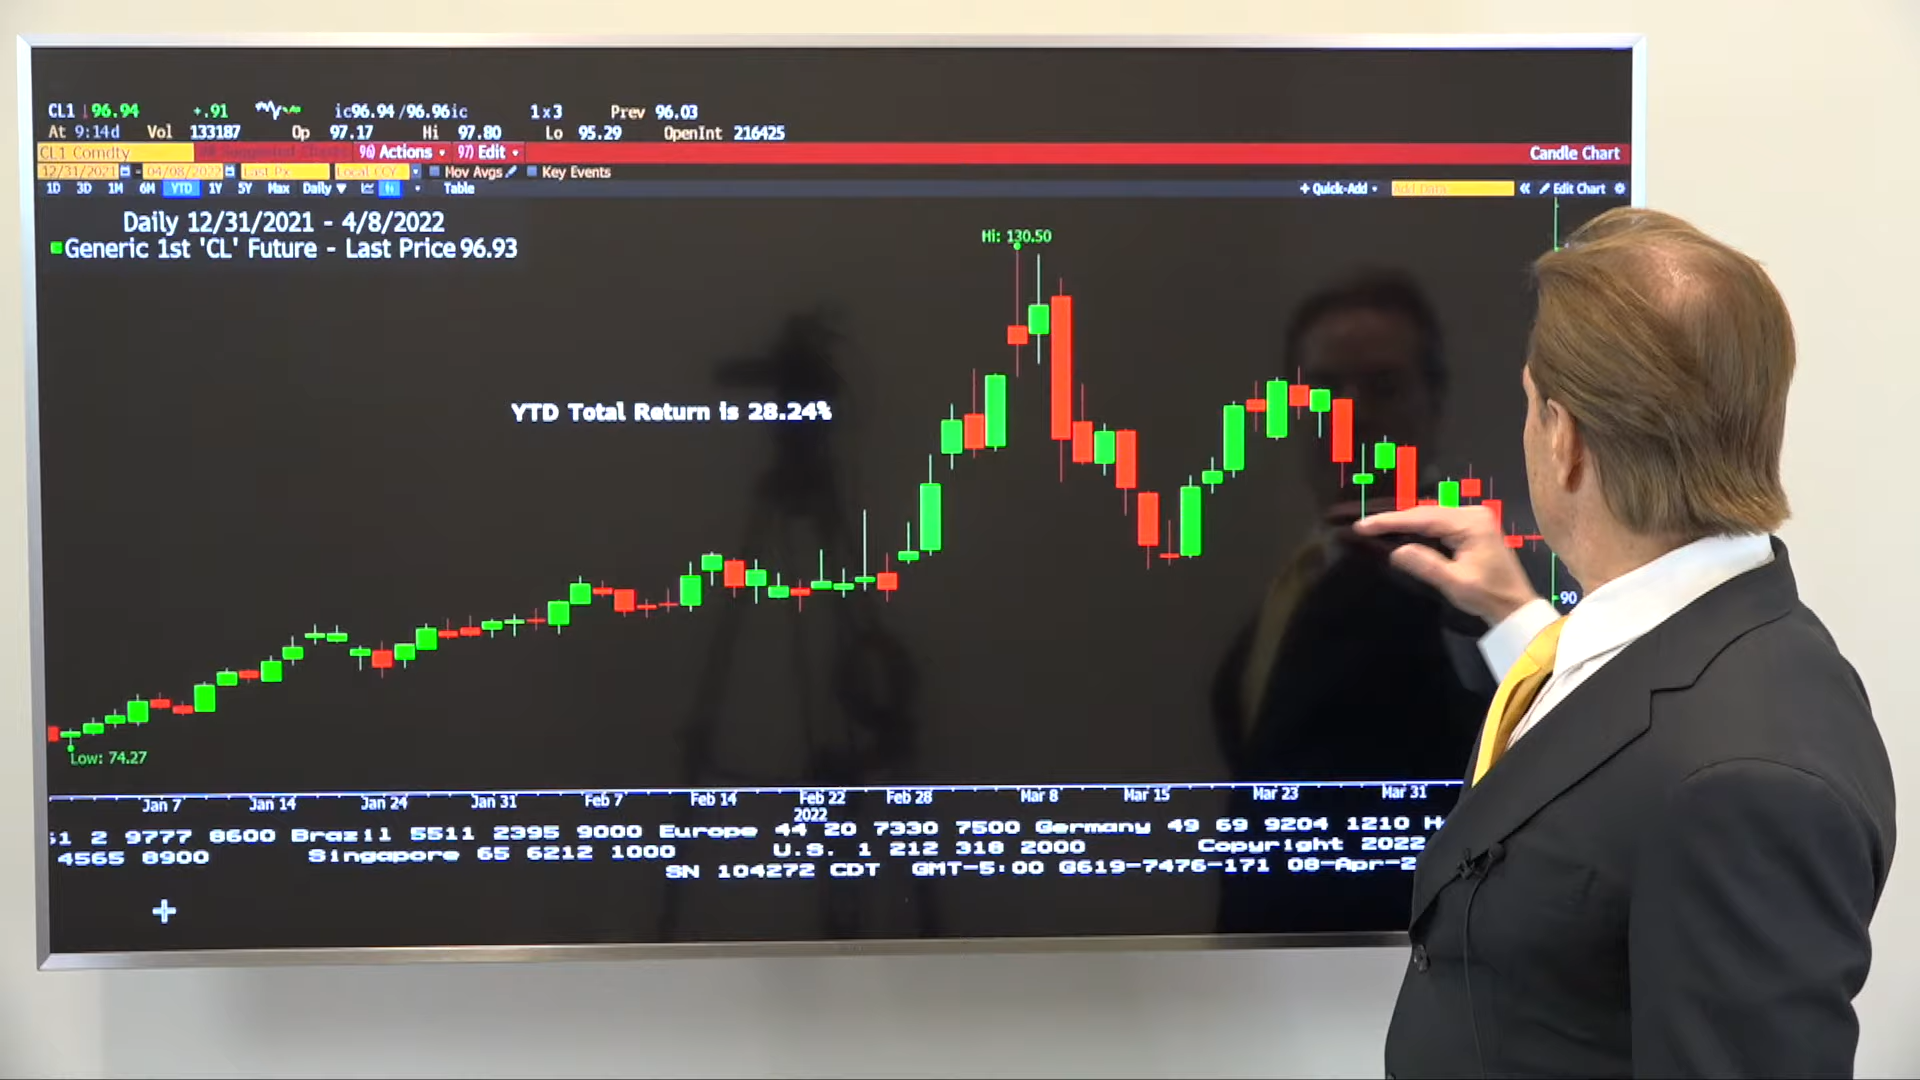 CL1 96.94 +.91 ic96.94/96.96ic 1x3 Prev 96.03
At 9:14d Vol 133187 Op 97.17 Hi 97.80 Lo 95.29 OpenInt 216425
CL1 Comdty 96) Actions 97) Edit Candle Chart
12/31/2021 - 04/08/2022 Last Px Local CCY Mov Avgs Key Events
1D 3D 1M 6M YTD 1Y 5Y Max Daily Table + Quick-Add Add Data « Edit Chart
Daily 12/31/2021 - 4/8/2022
Generic 1st 'CL' Future - Last Price 96.93
Hi: 130.50
YTD Total Return is 28.24%
90
Low: 74.27
Jan 7 Jan 14 Jan 24 Jan 31 Feb 7 Feb 14 Feb 22 Feb 28 Mar 8 Mar 15 Mar 23 Mar 31
2022
2 9777 8600 Brazil 5511 2395 9000 Europe 44 20 7330 7500 Germany 49 69 9204 1210
4565 8900 Singapore 65 6212 1000 U.S. 1 212 318 2000 Copyright 2022
SN 104272 CDT GMT-5:00 G619-7476-171 08-Apr-2